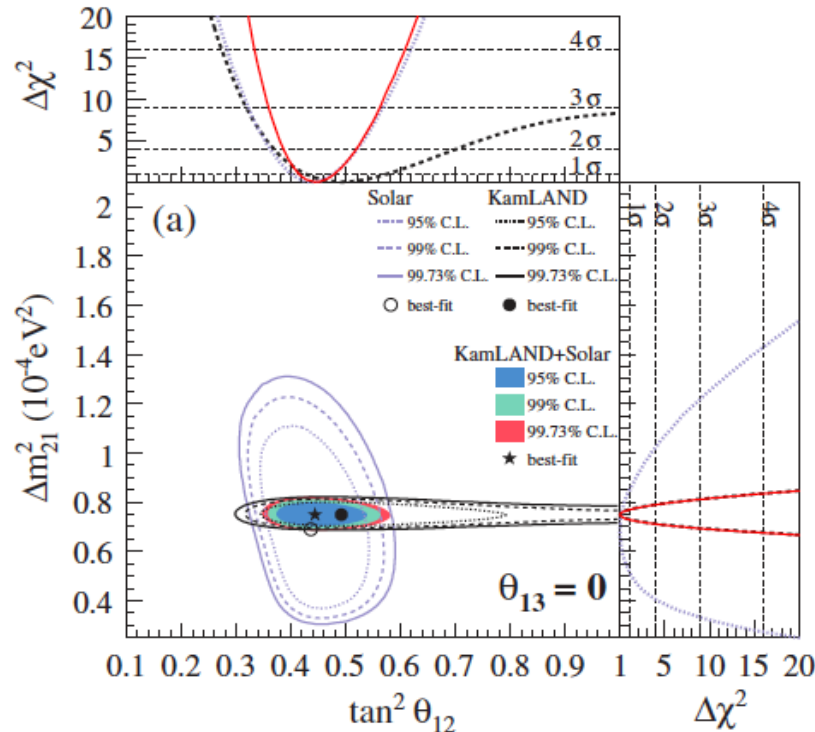 20
15
10
5
Δχ²
4σ
3σ
2σ
1σ
(a)
Solar KamLAND
95% C.L. 95% C.L.
99% C.L. 99% C.L.
99.73% C.L. 99.73% C.L.
best-fit best-fit
KamLAND+Solar
95% C.L.
99% C.L.
99.73% C.L.
best-fit
θ₁₃ = 0
2
1.8
1.6
1.4
1.2
1
0.8
0.6
0.4
Δm²₂₁ (10⁻⁴eV²)
1σ 2σ 3σ 4σ
0.1 0.2 0.3 0.4 0.5 0.6 0.7 0.8 0.9 1 5 10 15 20
tan² θ₁₂ Δχ²